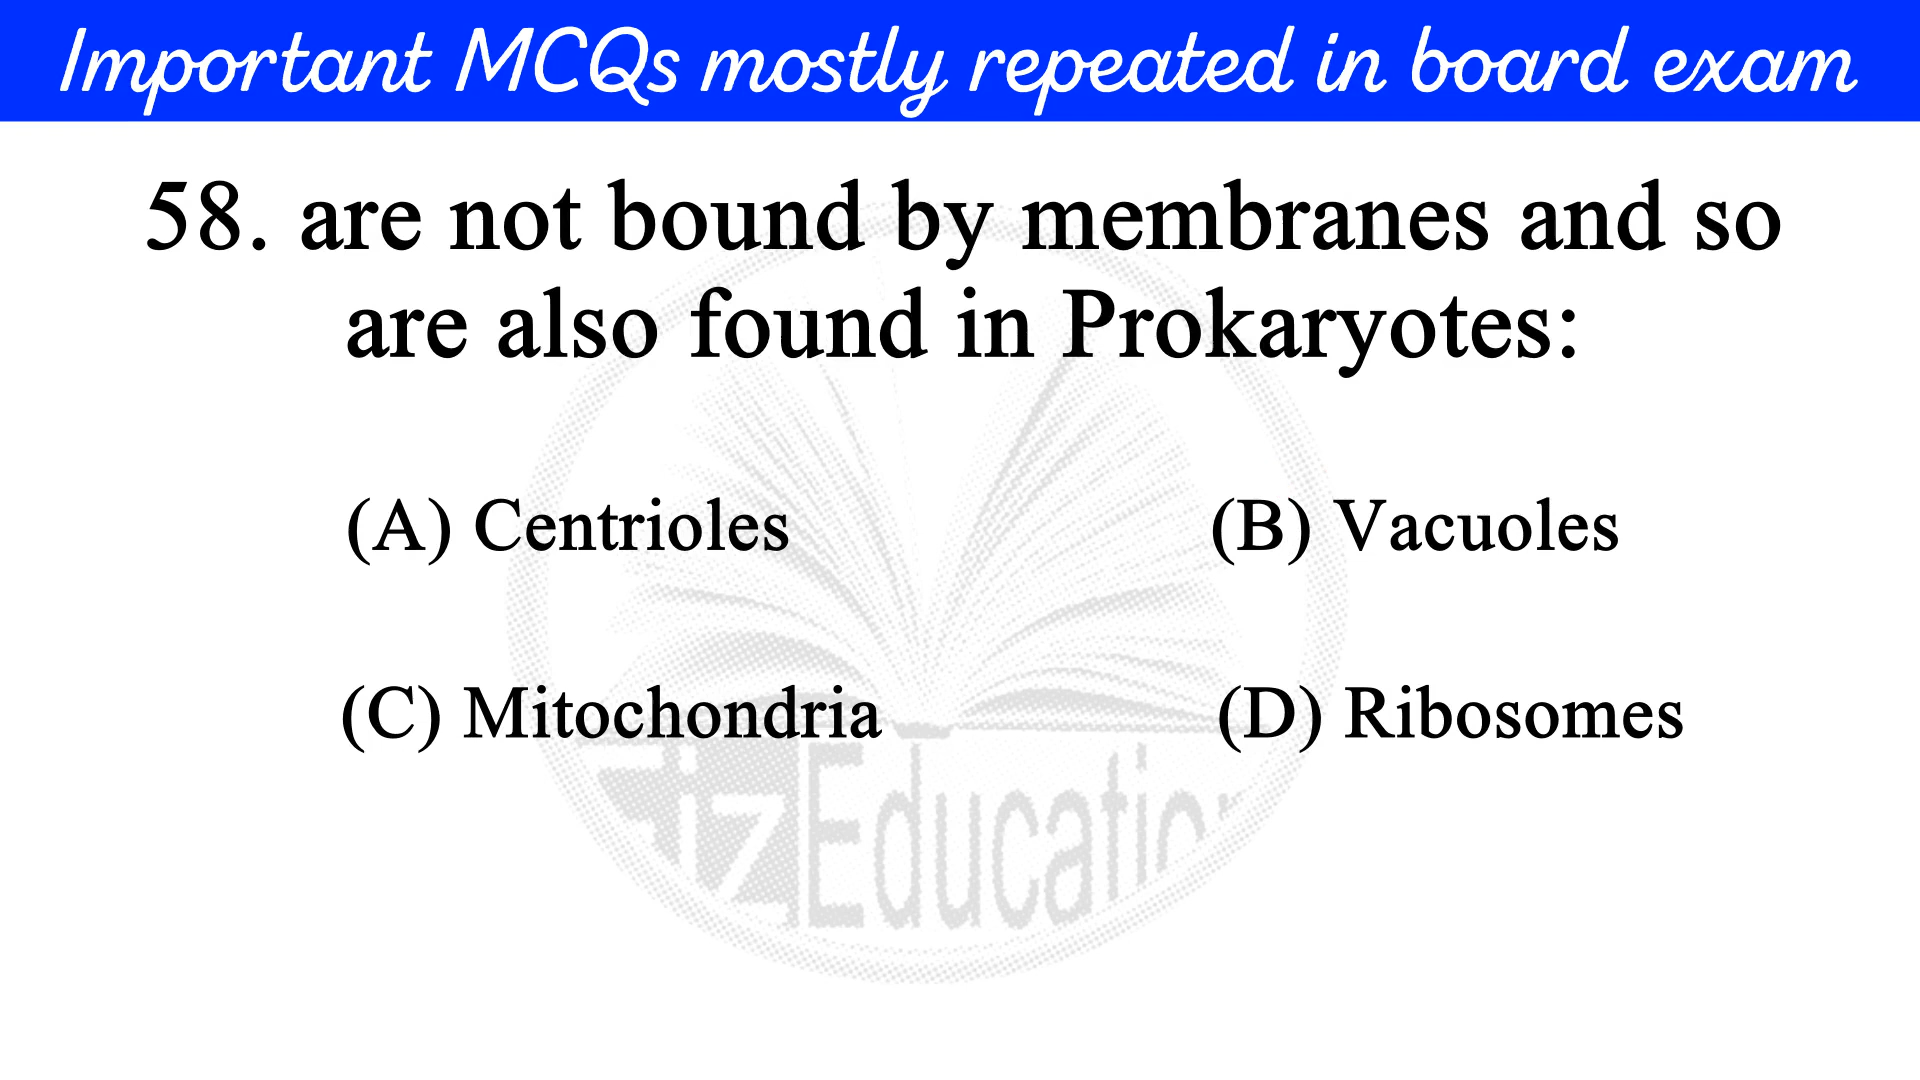 Important MCQs mostly repeated in board exam
58. are not bound by membranes and so
are also found in Prokaryotes:
(A) Centrioles
(B) Vacuoles
(C) Mitochondria
(D) Ribosomes
Education